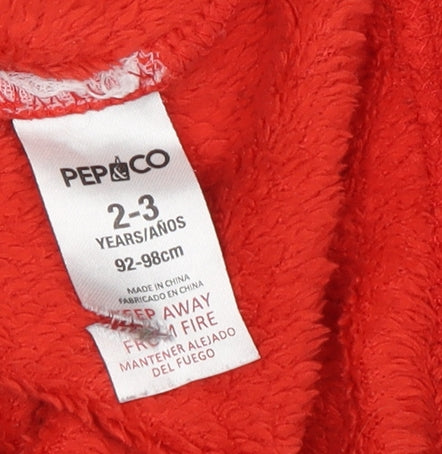 PEP&CO
2-3
YEARS/AÑOS
92-98cm
MADE IN CHINA
FABRICADO EN CHINA
KEEP AWAY
FROM FIRE
MANTENER ALEJADO
DEL FUEGO